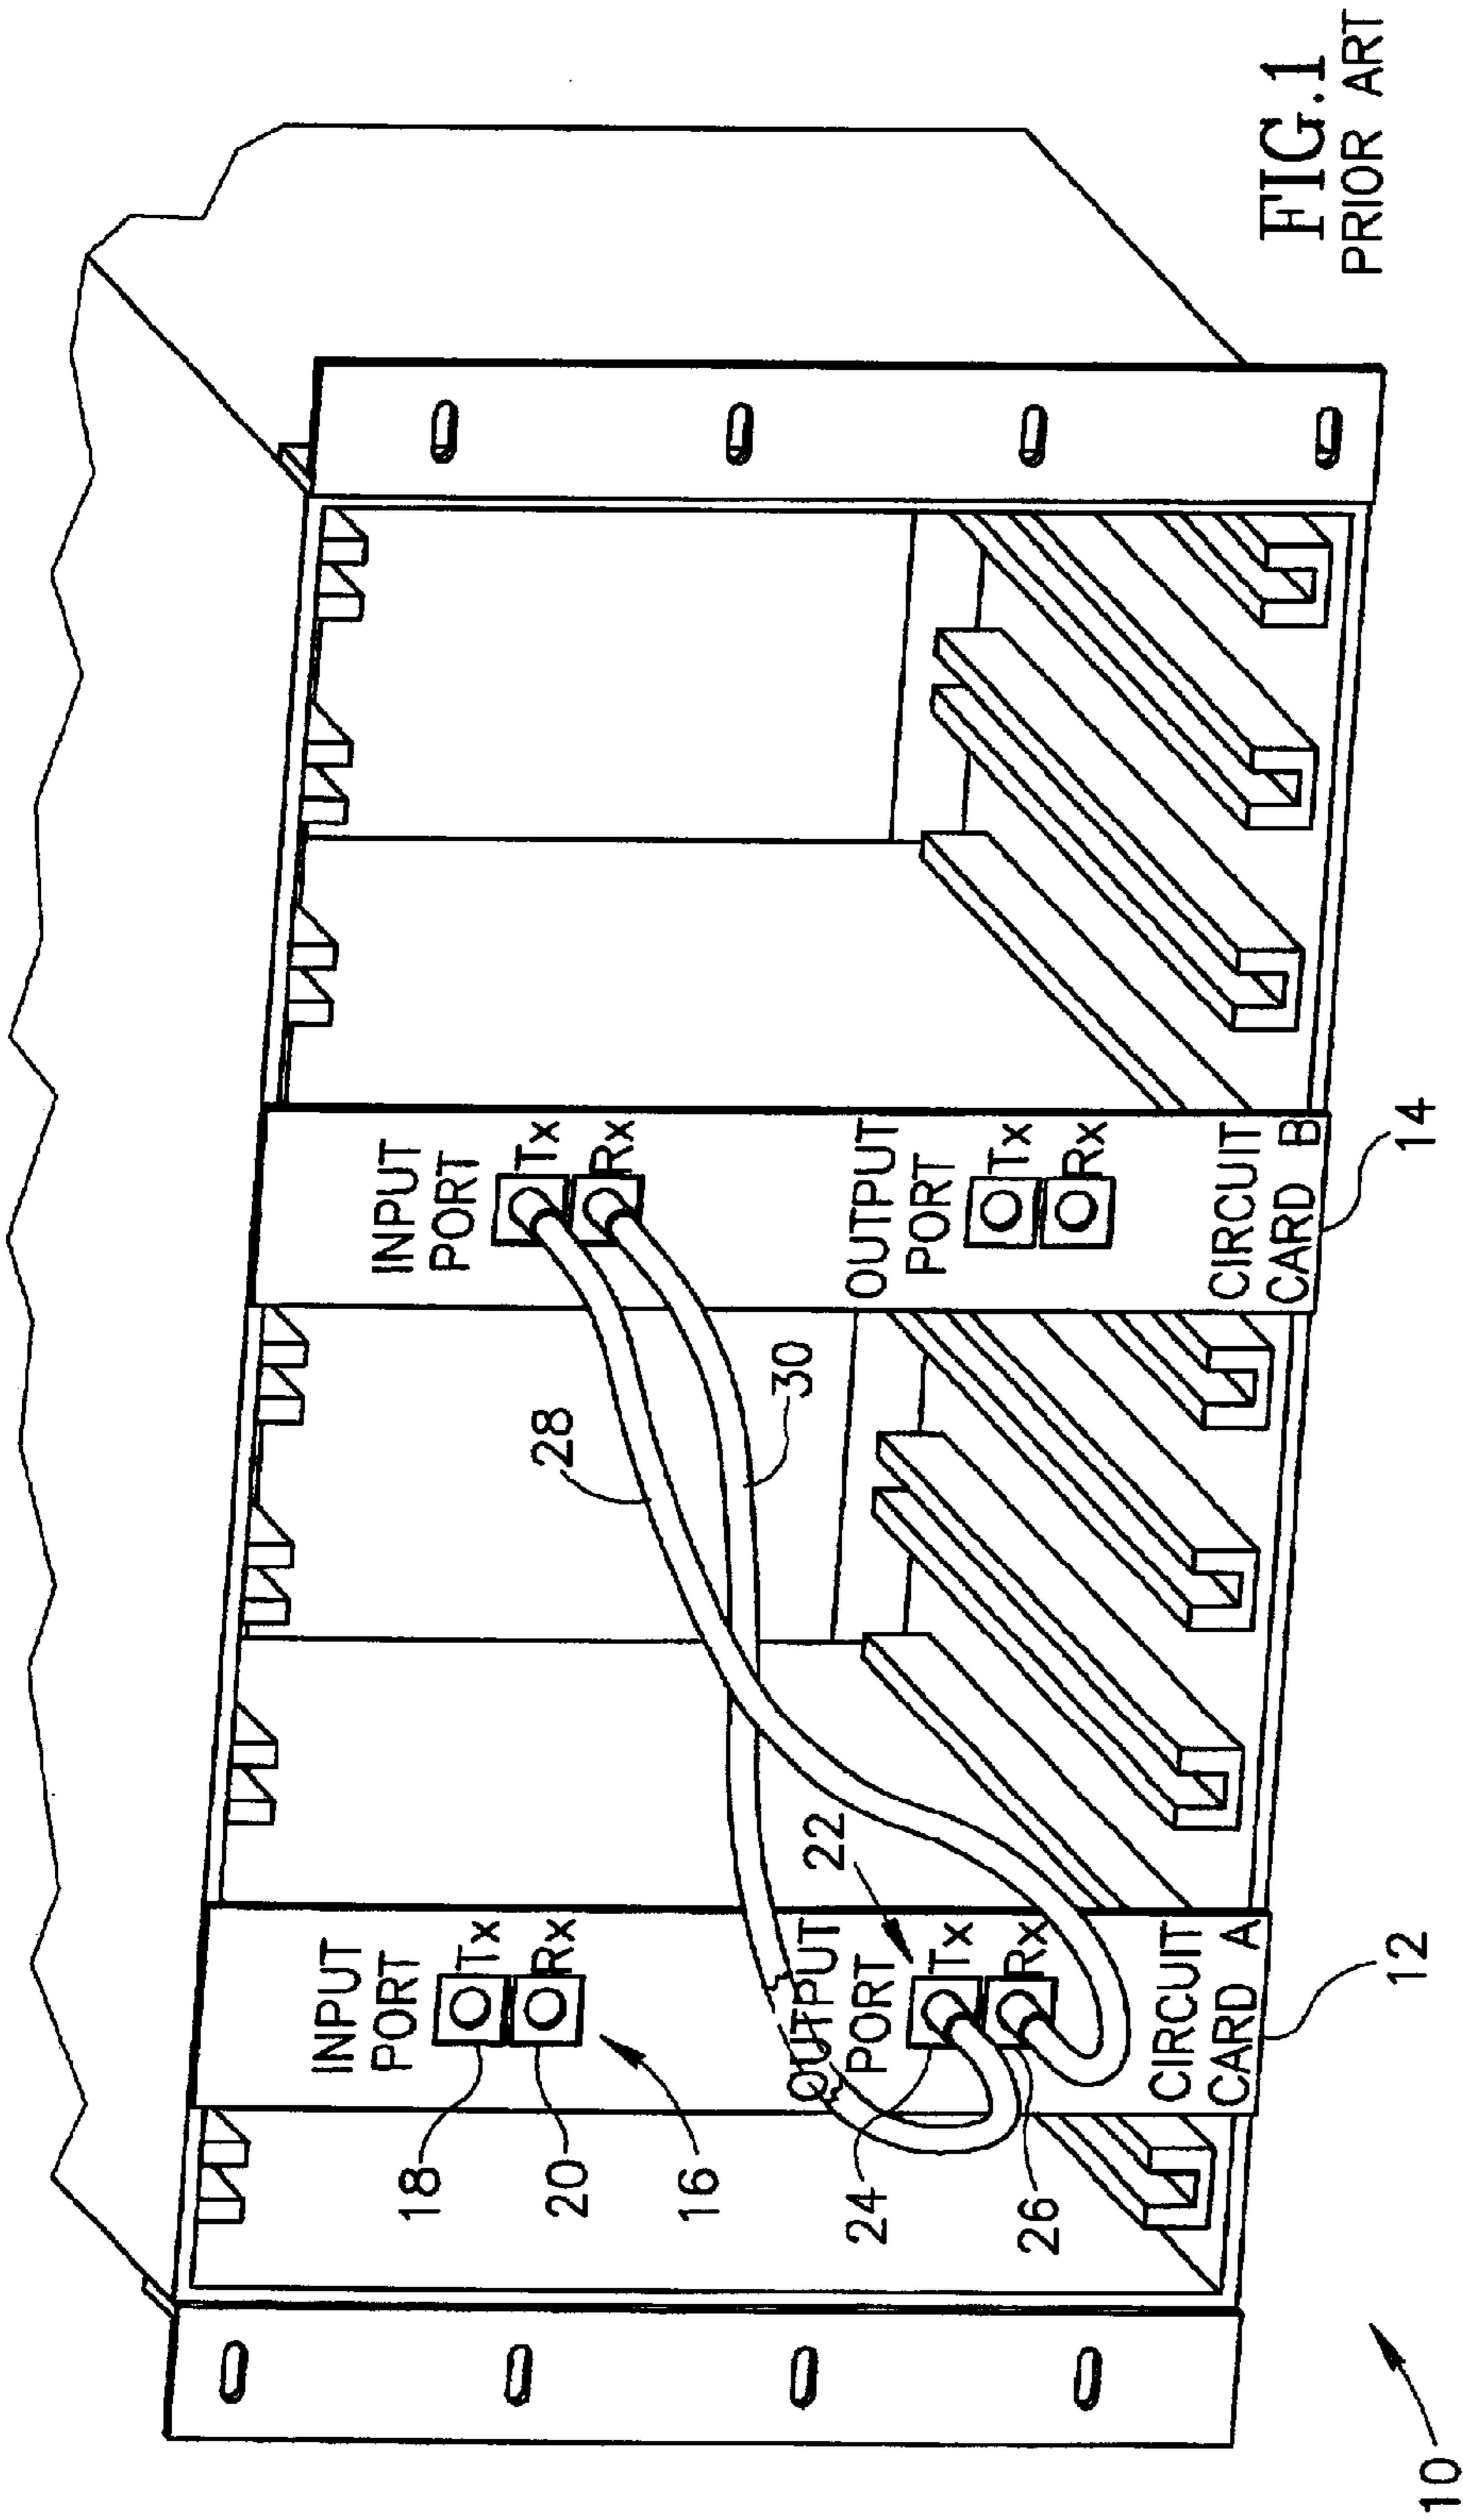 INPUT
PORT
Tx
Rx
18
20
16
OUTPUT
PORT
22
Tx
Rx
24
26
CIRCUIT
CARD A
12
28
30
INPUT
PORT
Tx
Rx
OUTPUT
PORT
Tx
Rx
CIRCUIT
CARD B
14
10
FIG.1
PRIOR ART